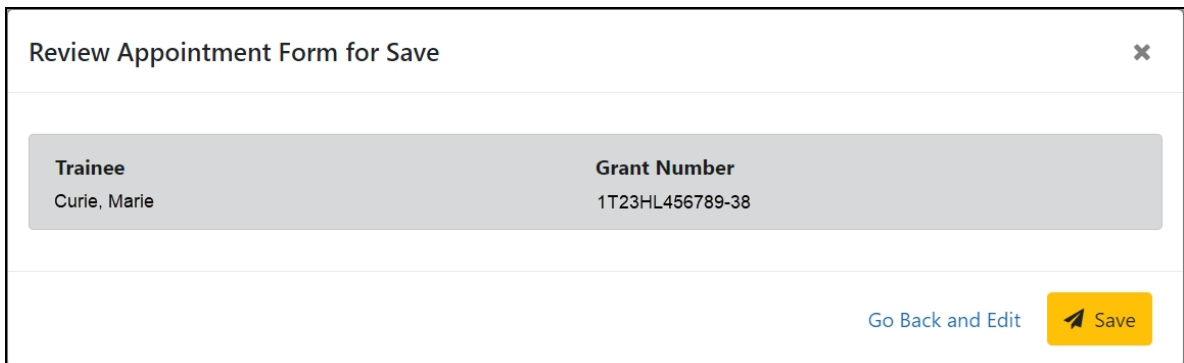 Review Appointment Form for Save
Trainee
Grant Number
Curie, Marie
1T23HL456789-38
Go Back and Edit
Save